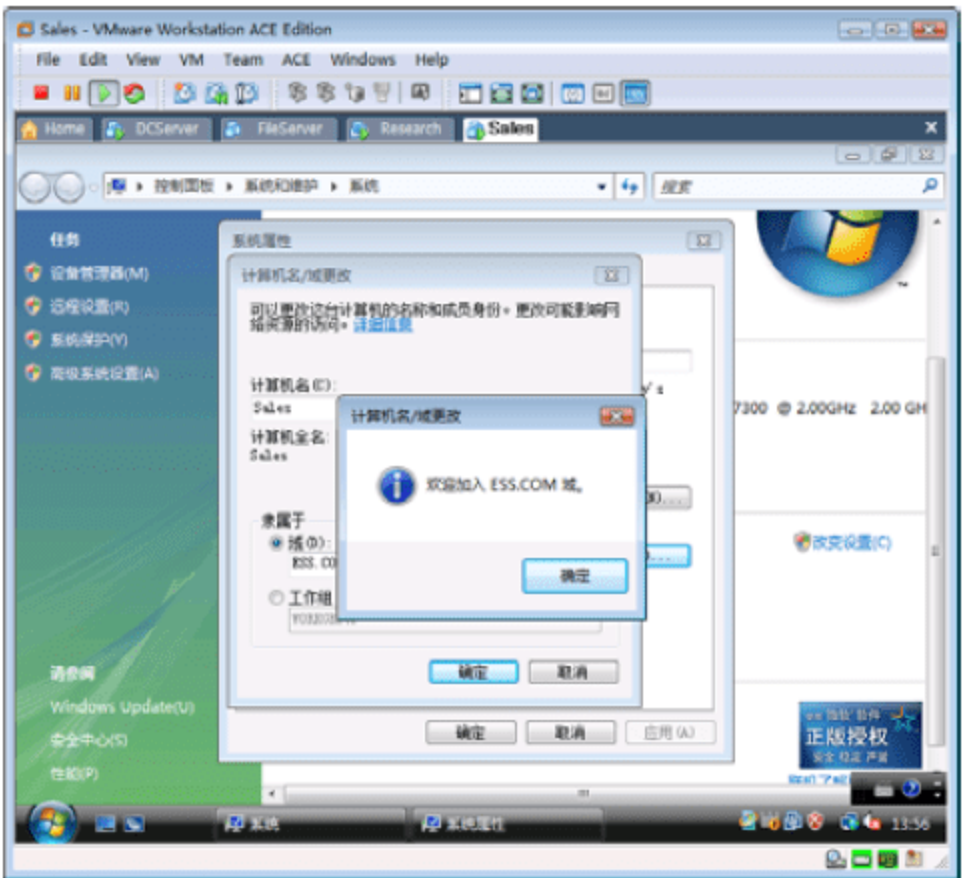 Sales - VMware Workstation ACE Edition
File Edit View VM Team ACE Windows Help
Home DCServer FileServer Research Sales
控制面板 系统和维护 系统
搜索
任务
设备管理器(M)
远程设置(R)
系统保护(Y)
高级系统设置(A)
请参阅
Windows Update(U)
安全中心(S)
性能(P)
系统属性
计算机名/域更改
可以更改这台计算机的名称和成员身份。更改可能影响网
络资源的访问。详细信息
计算机名(C):
Sales
计算机全名:
Sales
隶属于
域(D):
ESS.CO
工作组
确定 取消
确定 取消 应用(A)
计算机名/域更改
欢迎加入 ESS.COM 域。
确定
™
7300 @ 2.00GHz 2.00 GH
改变设置(C)
正版授权
安全 稳定 声誉
系统 系统属性
13:56